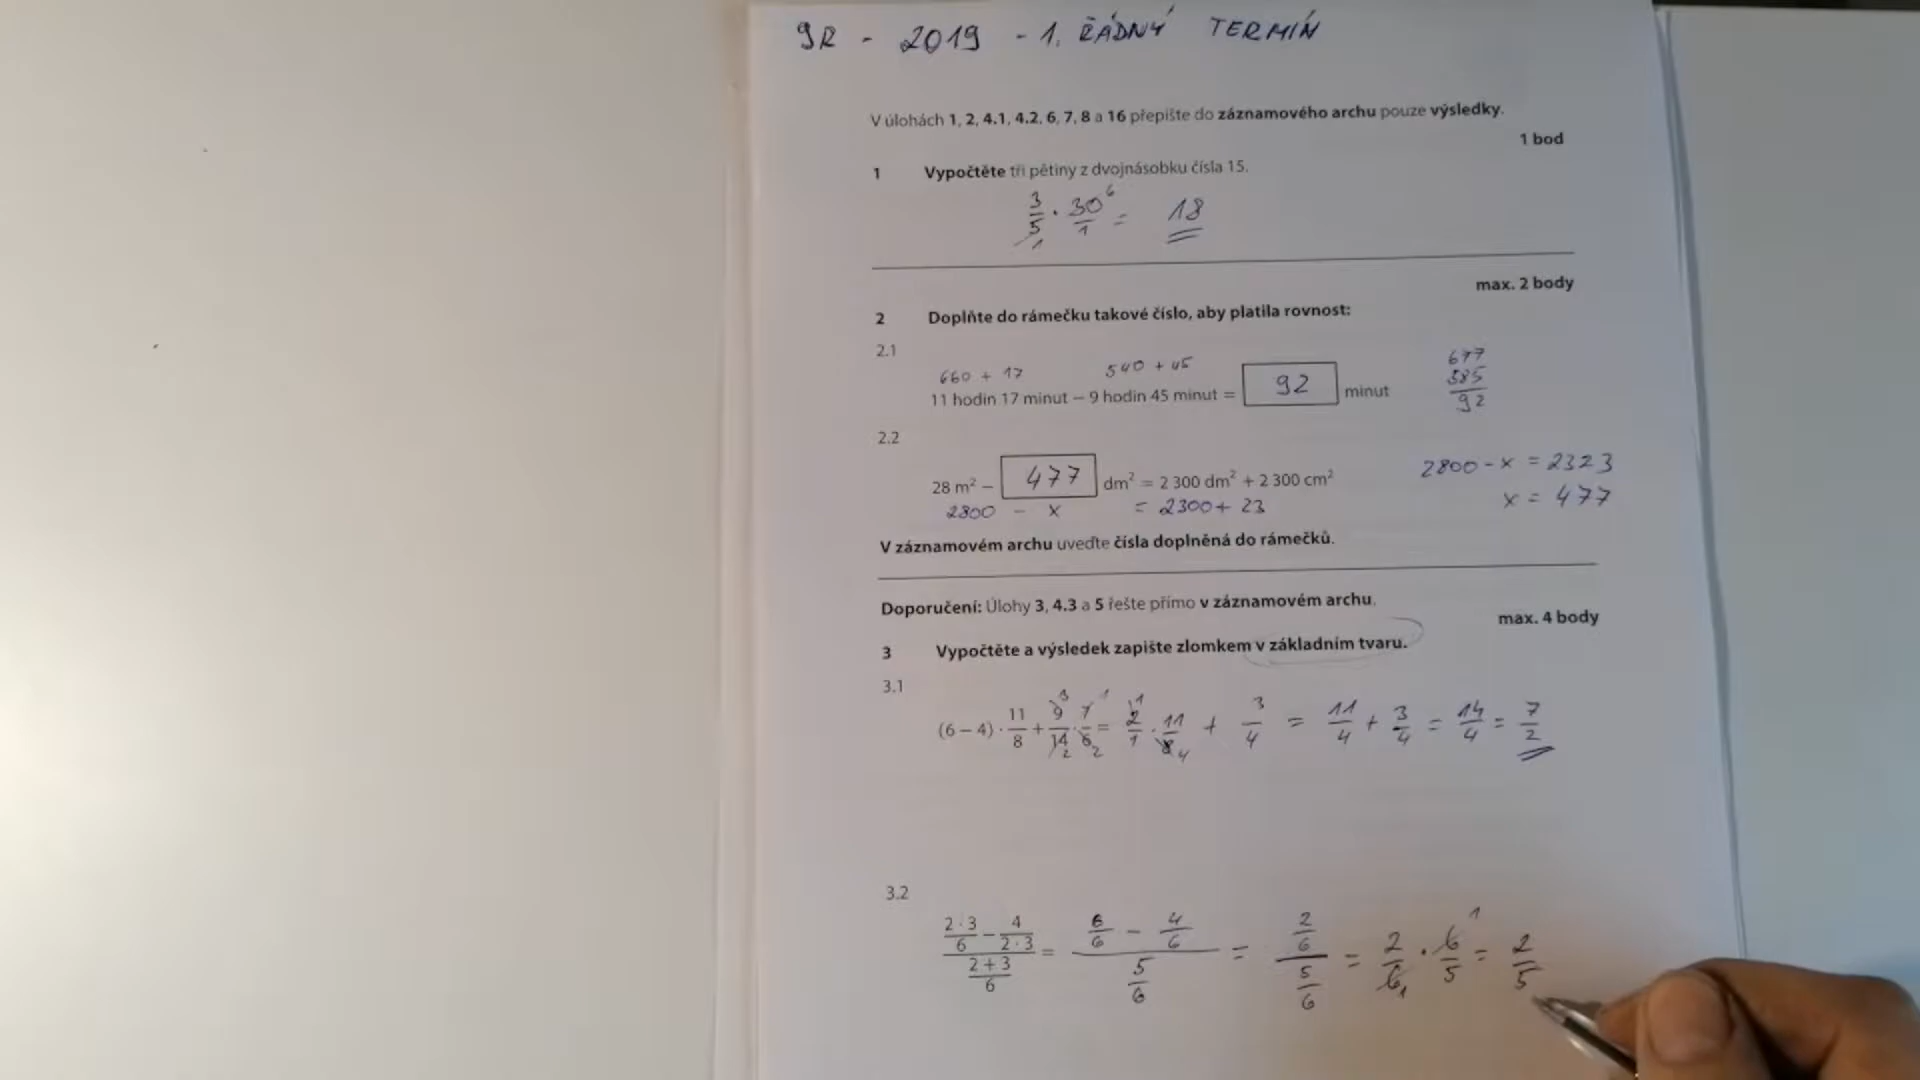 9R - 2019 - 1. ŘÁDNÝ TERMÍN
V úlohách 1, 2, 4.1, 4.2, 6, 7, 8 a 16 přepište do záznamového archu pouze výsledky.
1 bod
1 Vypočtěte tři pětiny z dvojnásobku čísla 15.
3/5 1 · 30/1 6 = 18
max. 2 body
2 Doplňte do rámečku takové číslo, aby platila rovnost:
2.1
660 + 17 540 + 45
11 hodin 17 minut − 9 hodin 45 minut = 92 minut
677
585
92
2.2
28 m² − 477 dm² = 2 300 dm² + 2 300 cm²
2800 - x = 2300 + 23
2800 - x = 2323
x = 477
V záznamovém archu uveďte čísla doplněná do rámečků.
Doporučení: Úlohy 3, 4.3 a 5 řešte přímo v záznamovém archu.
max. 4 body
3 Vypočtěte a výsledek zapište zlomkem v základním tvaru.
3.1
(6 − 4) · 11/8 + 9/14 · 7/6 = 2/1 · 11/8 + 3/4 = 11/4 + 3/4 = 14/4 = 7/2
3.2
(2·3/6 − 4/2·3)/(2+3/6) = (6/6 − 4/6)/(5/6) = (2/6)/(5/6) = 2/6 · 6/5 = 2/5